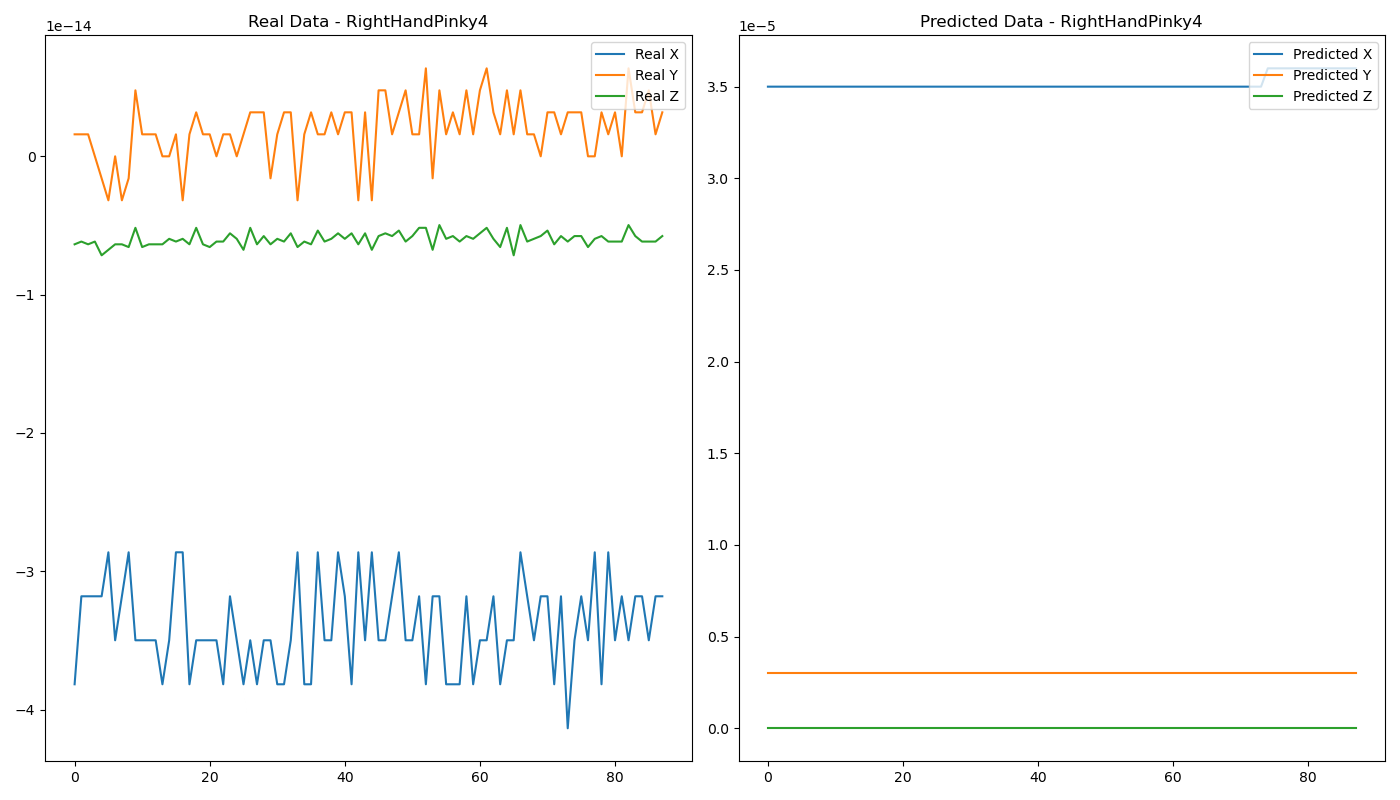 Real Data - RightHandPinky4
1e−14
Real X
Real Y
Real Z
0
−1
−2
−3
−4
0 20 40 60 80
Predicted Data - RightHandPinky4
1e−5
Predicted X
Predicted Y
Predicted Z
3.5
3.0
2.5
2.0
1.5
1.0
0.5
0.0
0 20 40 60 80